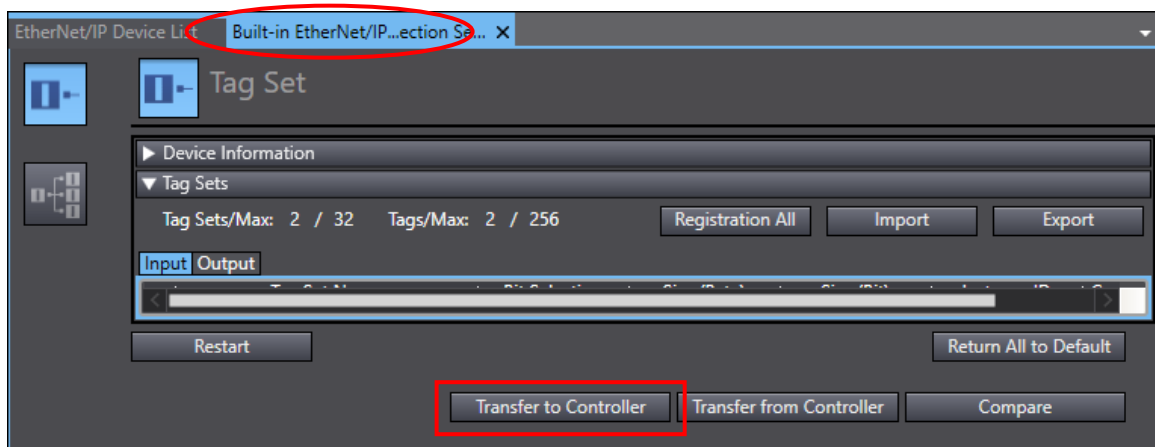 EtherNet/IP Device List Built-in EtherNet/IP...ection Se... X
Tag Set
Device Information
Tag Sets
Tag Sets/Max: 2 / 32 Tags/Max: 2 / 256 Registration All Import Export
Input Output
Restart Return All to Default
Transfer to Controller Transfer from Controller Compare